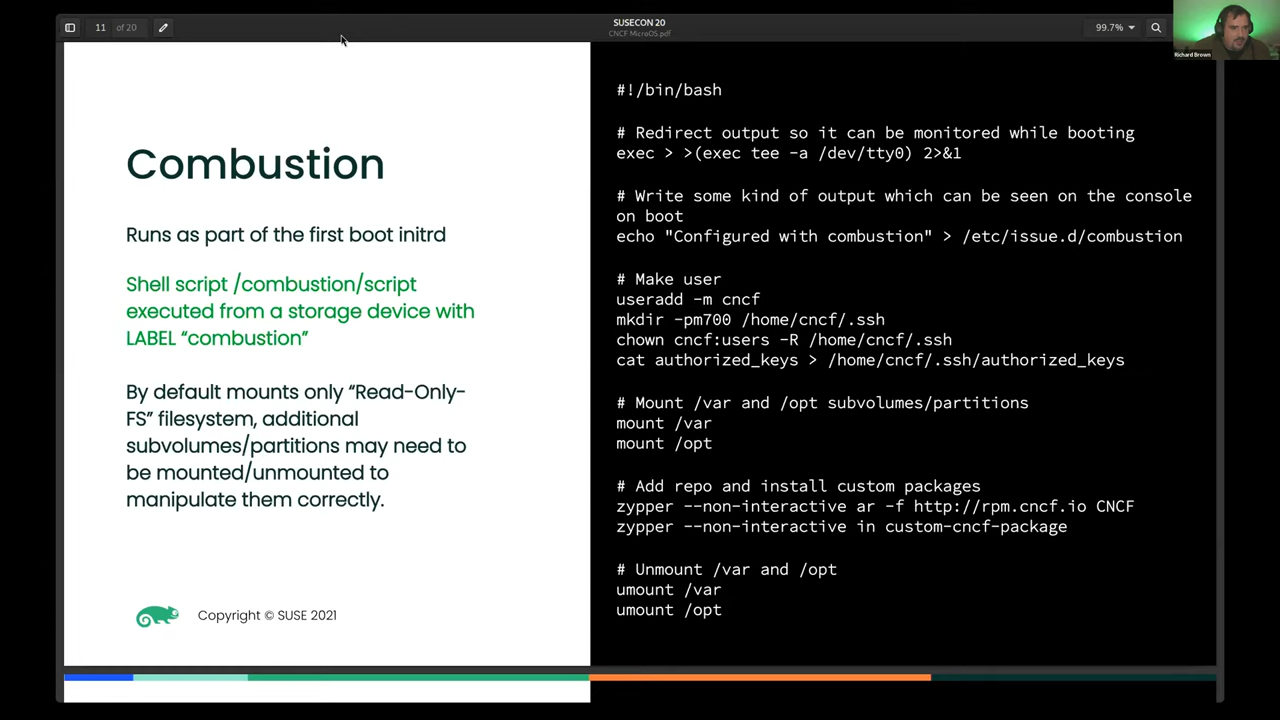 11 of 20
SUSECON 20
CNCF MicroOS.pdf
99.7%
Richard Brown
Combustion
Runs as part of the first boot initrd
Shell script /combustion/script
executed from a storage device with
LABEL “combustion”
By default mounts only “Read-Only-
FS” filesystem, additional
subvolumes/partitions may need to
be mounted/unmounted to
manipulate them correctly.
Copyright © SUSE 2021
#!/bin/bash
# Redirect output so it can be monitored while booting
exec > >(exec tee -a /dev/tty0) 2>&1
# Write some kind of output which can be seen on the console
on boot
echo "Configured with combustion" > /etc/issue.d/combustion
# Make user
useradd -m cncf
mkdir -pm700 /home/cncf/.ssh
chown cncf:users -R /home/cncf/.ssh
cat authorized_keys > /home/cncf/.ssh/authorized_keys
# Mount /var and /opt subvolumes/partitions
mount /var
mount /opt
# Add repo and install custom packages
zypper --non-interactive ar -f http://rpm.cncf.io CNCF
zypper --non-interactive in custom-cncf-package
# Unmount /var and /opt
umount /var
umount /opt